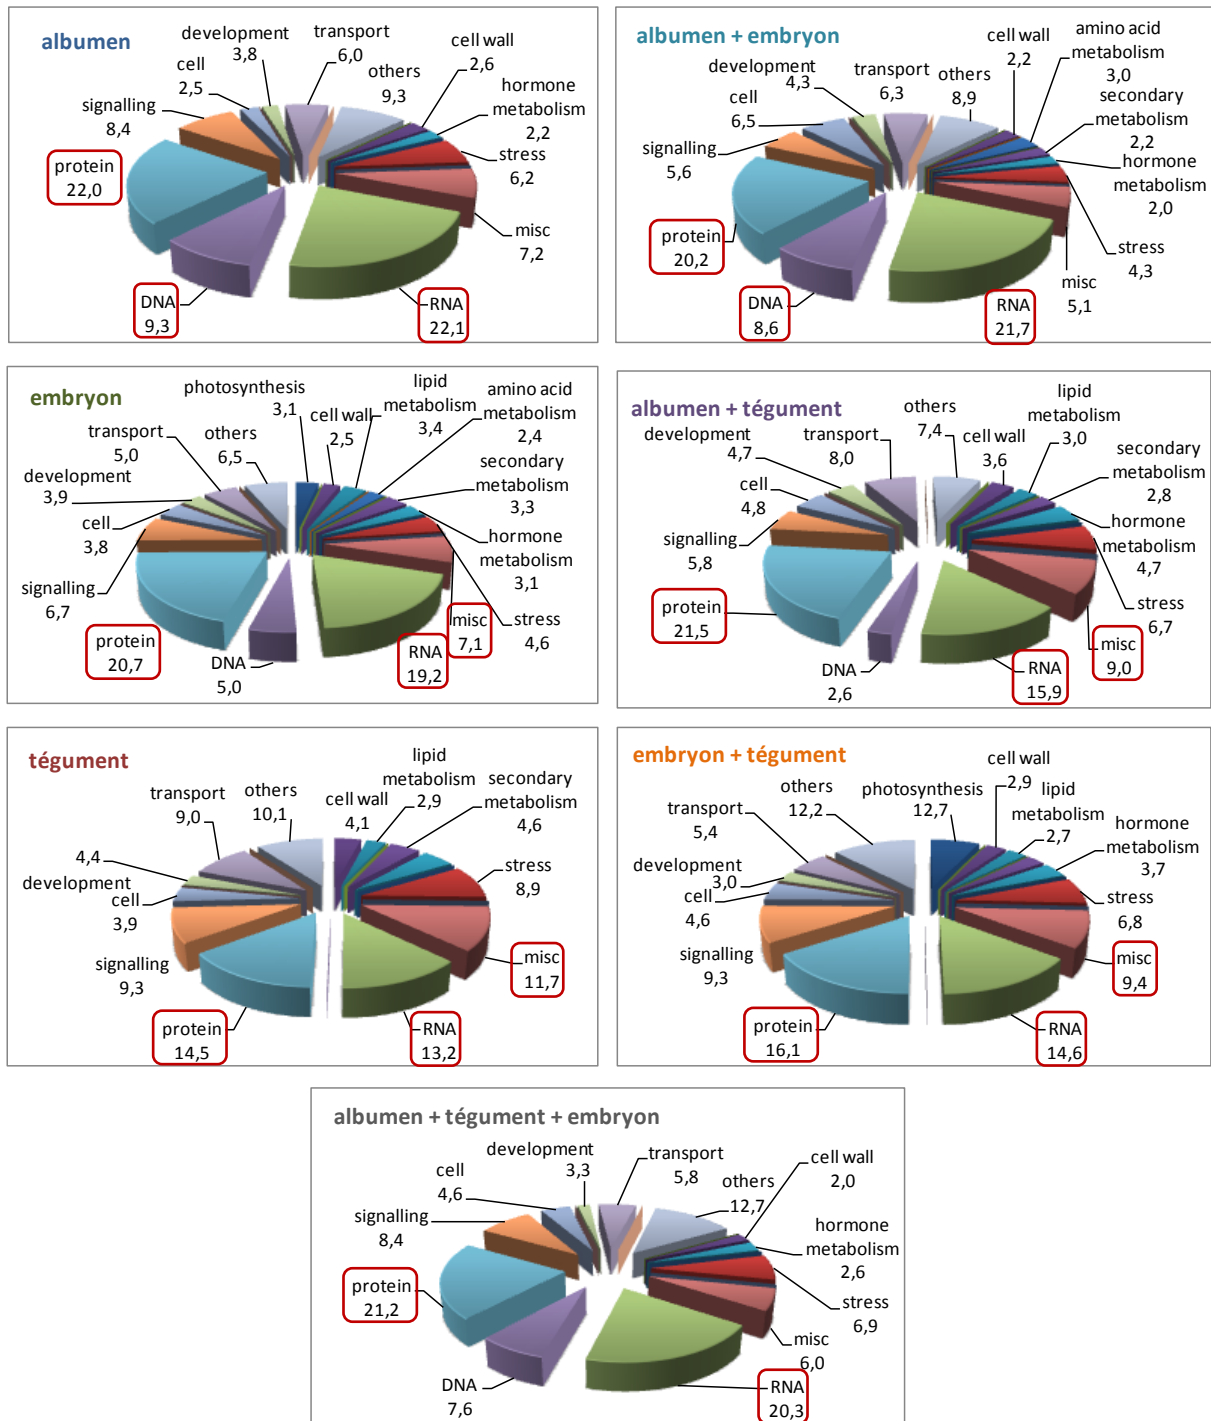 albumen
development
3,8
transport
6,0
cell wall
2,6
cell
2,5
others
9,3
hormone
metabolism
2,2
signalling
8,4
stress
6,2
protein
22,0
misc
7,2
DNA
9,3
RNA
22,1
albumen + embryon
development
4,3
transport
6,3
others
8,9
cell wall
2,2
amino acid
metabolism
3,0
secondary
metabolism
2,2
hormone
metabolism
2,0
cell
6,5
signalling
5,6
protein
20,2
stress
4,3
misc
5,1
DNA
8,6
RNA
21,7
embryon
photosynthesis
3,1
cell wall
2,5
lipid
metabolism
3,4
amino acid
metabolism
2,4
secondary
metabolism
3,3
hormone
metabolism
3,1
transport
5,0
others
6,5
development
3,9
cell
3,8
signalling
6,7
protein
20,7
DNA
5,0
RNA
19,2
misc
7,1
stress
4,6
albumen + tégument
development
4,7
transport
8,0
others
7,4
cell wall
3,6
lipid
metabolism
3,0
secondary
metabolism
2,8
hormone
metabolism
4,7
cell
4,8
signalling
5,8
protein
21,5
stress
6,7
misc
9,0
DNA
2,6
RNA
15,9
tégument
transport
9,0
others
10,1
cell wall
4,1
lipid
metabolism
2,9
secondary
metabolism
4,6
4,4
development
cell
3,9
stress
8,9
signalling
9,3
misc
11,7
protein
14,5
RNA
13,2
embryon + tégument
others
12,2
photosynthesis
12,7
cell wall
2,9
lipid
metabolism
2,7
hormone
metabolism
3,7
transport
5,4
development
3,0
cell
4,6
stress
6,8
signalling
9,3
misc
9,4
protein
16,1
RNA
14,6
albumen + tégument + embryon
development
3,3
transport
5,8
cell wall
2,0
cell
4,6
others
12,7
signalling
8,4
hormone
metabolism
2,6
protein
21,2
stress
6,9
misc
6,0
DNA
7,6
RNA
20,3